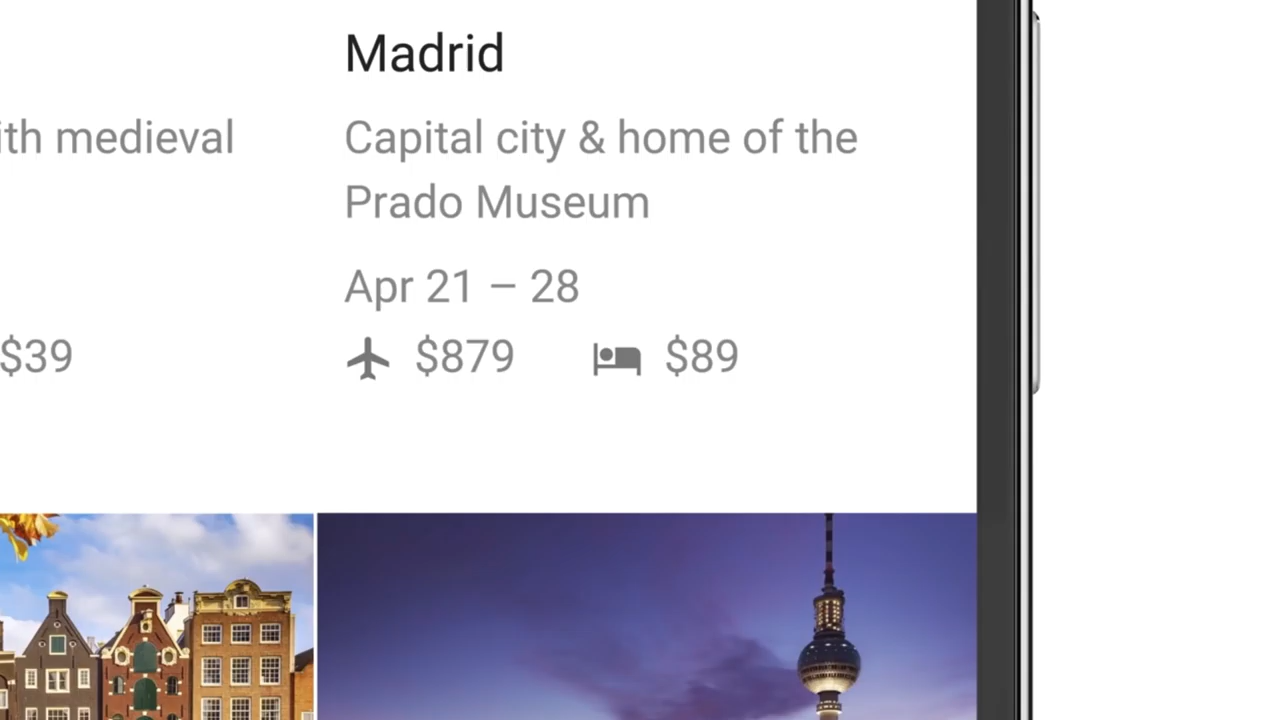 Madrid
ith medieval
Capital city & home of the
Prado Museum
Apr 21 – 28
$39
$879
$89